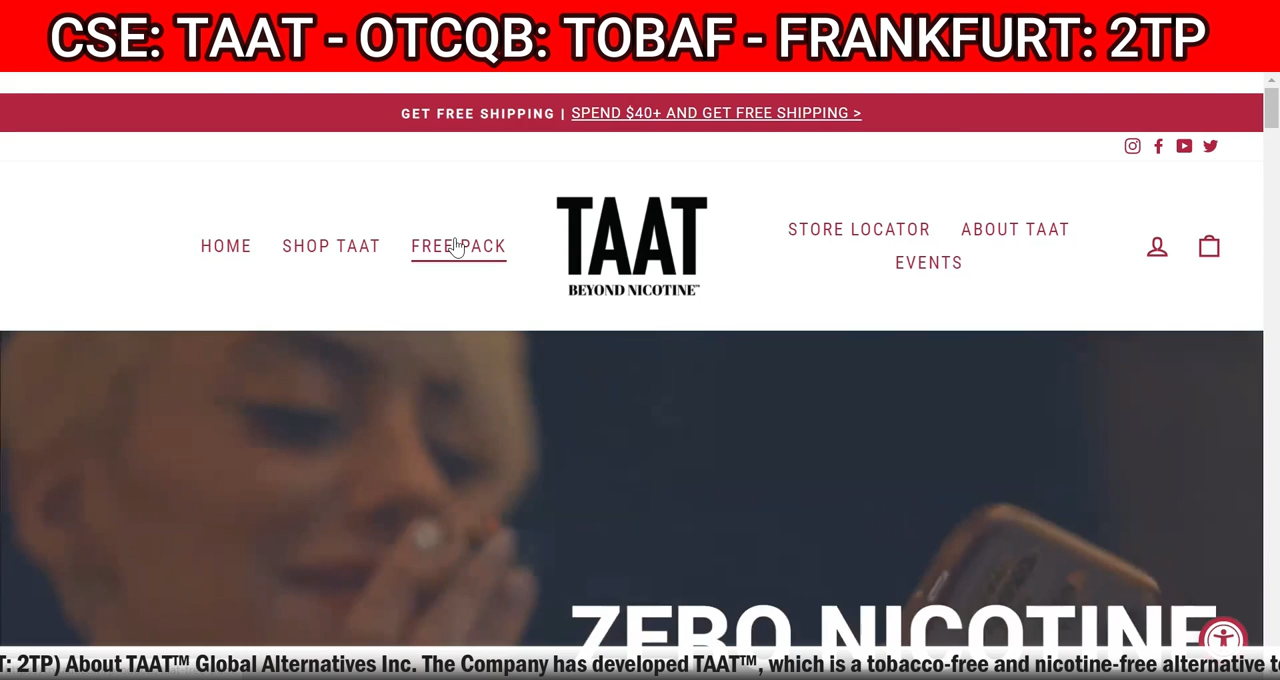 CSE: TAAT - OTCQB: TOBAF - FRANKFURT: 2TP
GET FREE SHIPPING | SPEND $40+ AND GET FREE SHIPPING >
HOME SHOP TAAT FREE PACK
TAAT
BEYOND NICOTINE™
STORE LOCATOR ABOUT TAAT
EVENTS
ZERO NICOTINE
T: 2TP) About TAAT™ Global Alternatives Inc. The Company has developed TAAT™, which is a tobacco-free and nicotine-free alternative to